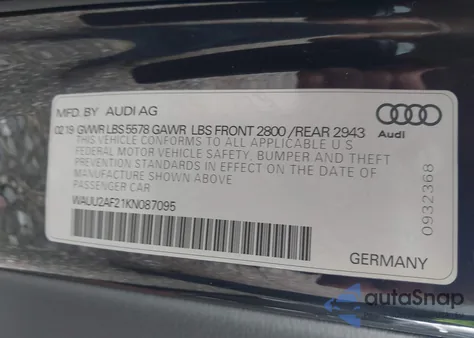 MFD. BY AUDI AG
0219 GVWR LBS 5578 GAWR LBS FRONT 2800 /REAR 2943
THIS VEHICLE CONFORMS TO ALL APPLICABLE U S
FEDERAL MOTOR VEHICLE SAFETY, BUMPER AND THEFT
PREVENTION STANDARDS IN EFFECT ON THE DATE
OF MANUFACTURE SHOWN ABOVE.
PASSENGER CAR
WAUU2AF21KN087095
Audi
0932368
GERMANY
autoSnap